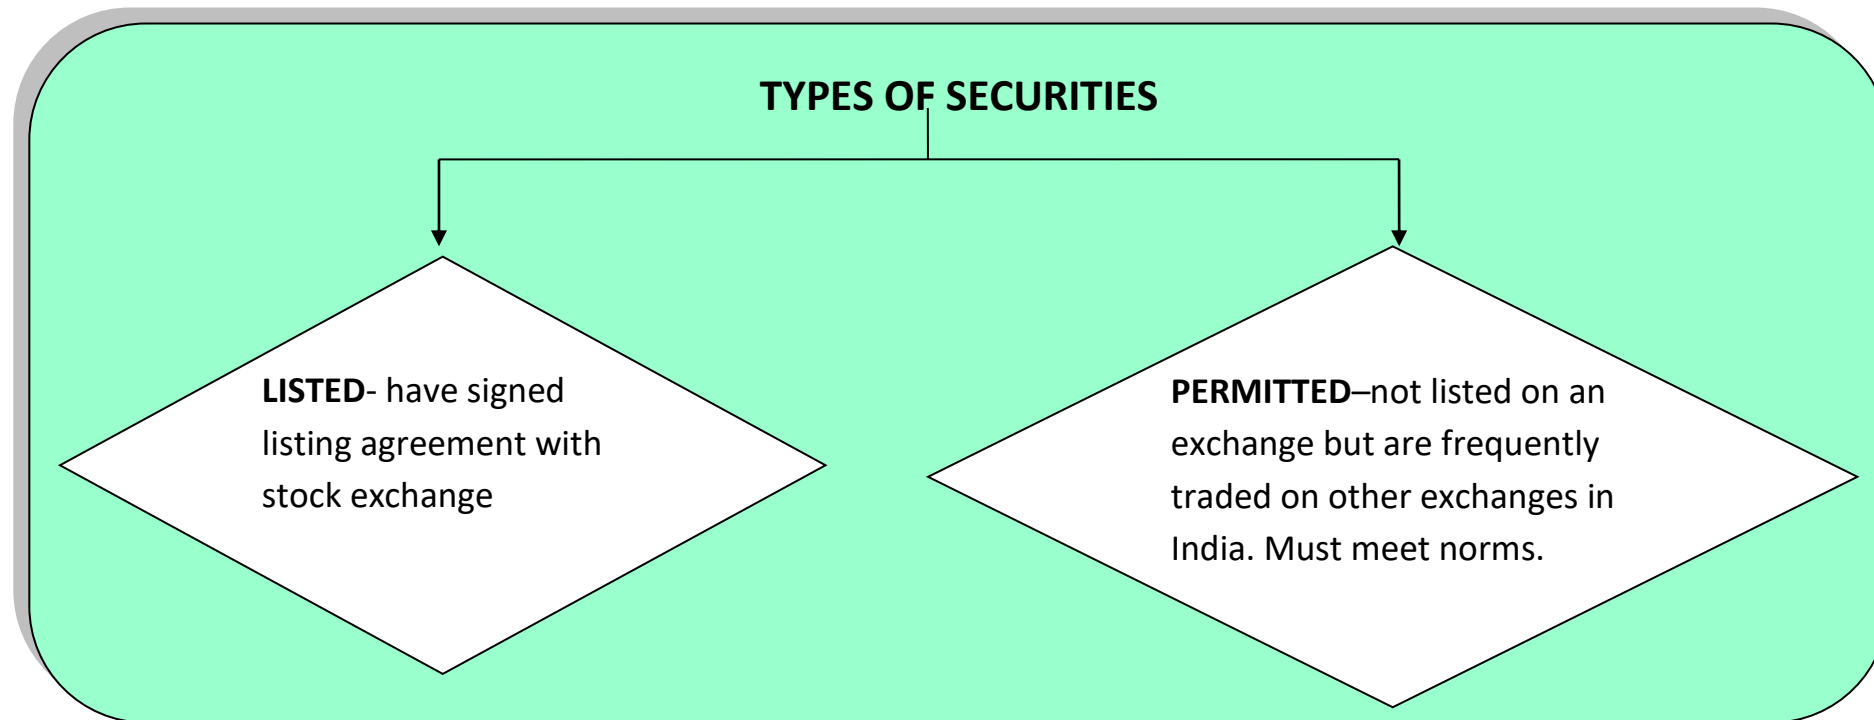 TYPES OF SECURITIES
LISTED- have signed
listing agreement with
stock exchange
PERMITTED–not listed on an
exchange but are frequently
traded on other exchanges in
India. Must meet norms.